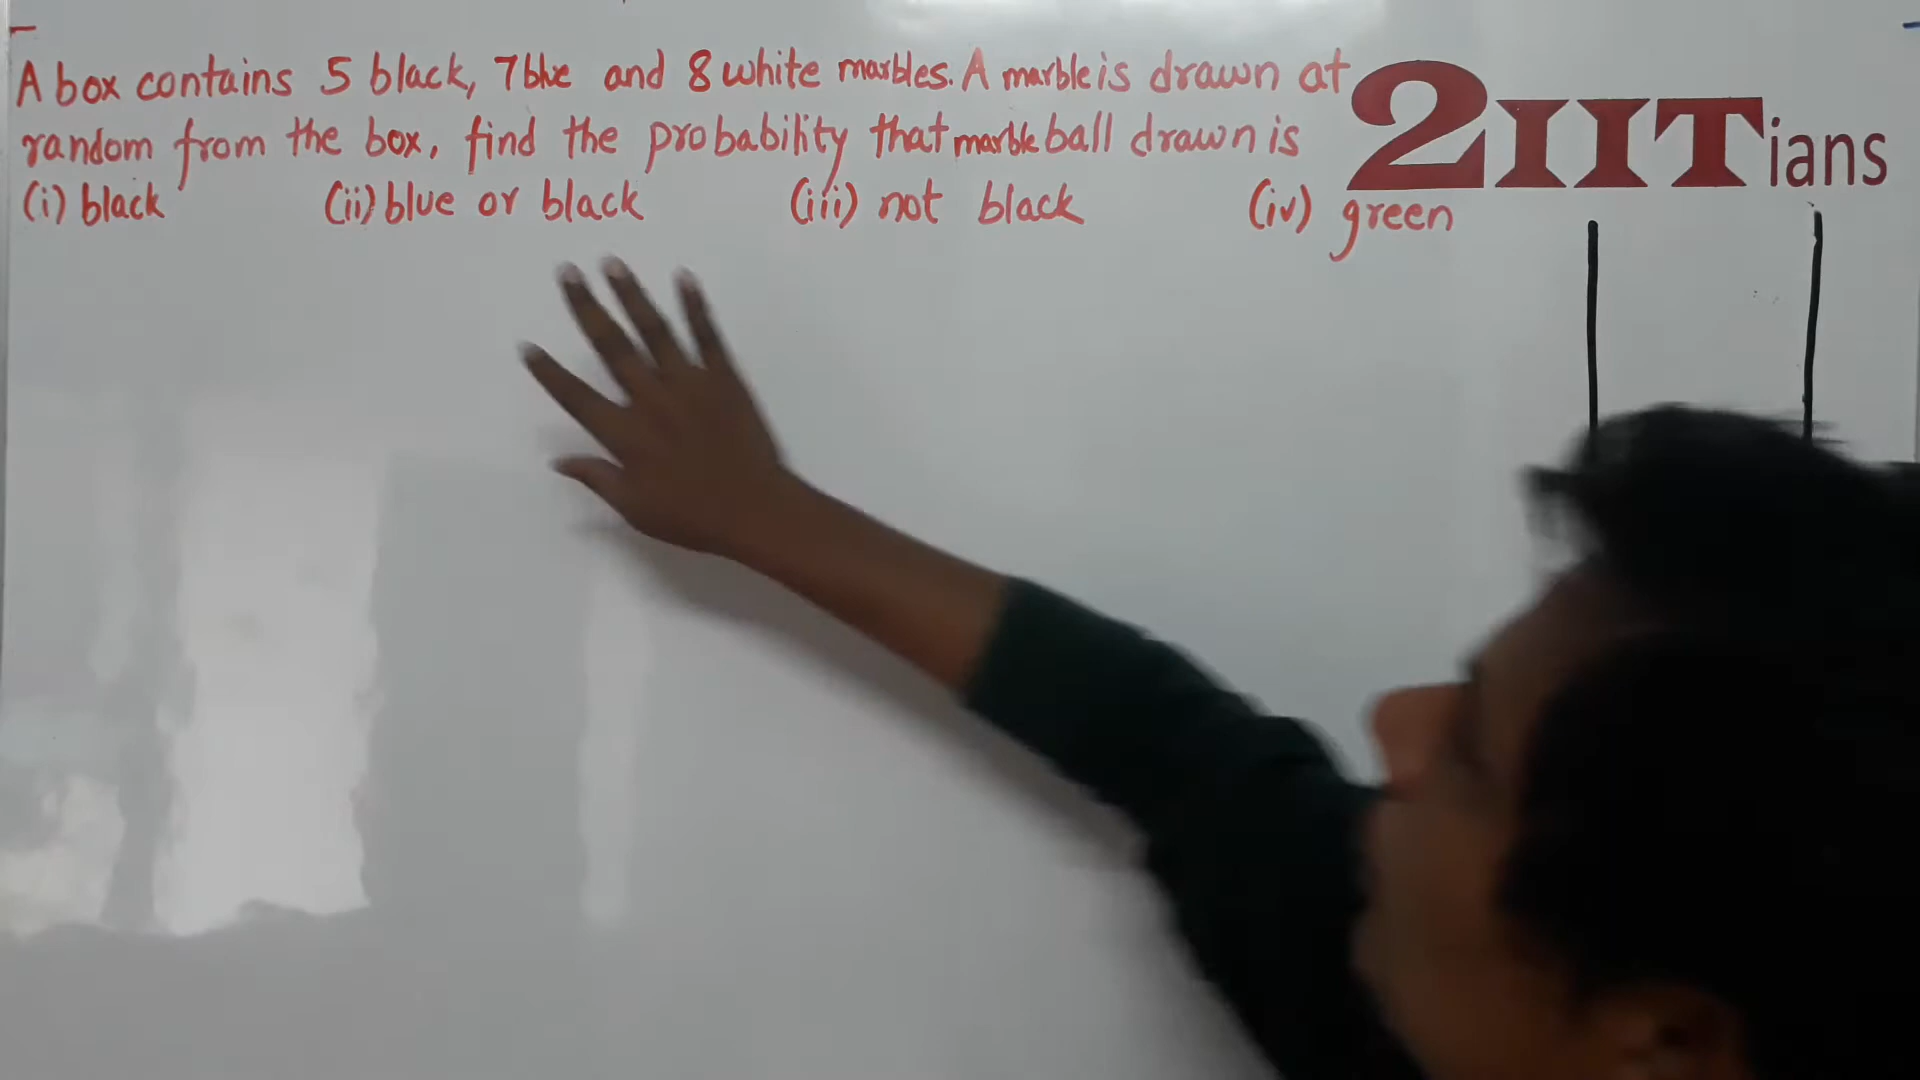 A box contains 5 black, 7 blue and 8 white marbles. A marble is drawn at
random from the box, find the probability that marble ball drawn is
(i) black (ii) blue or black (iii) not black (iv) green
2IITians